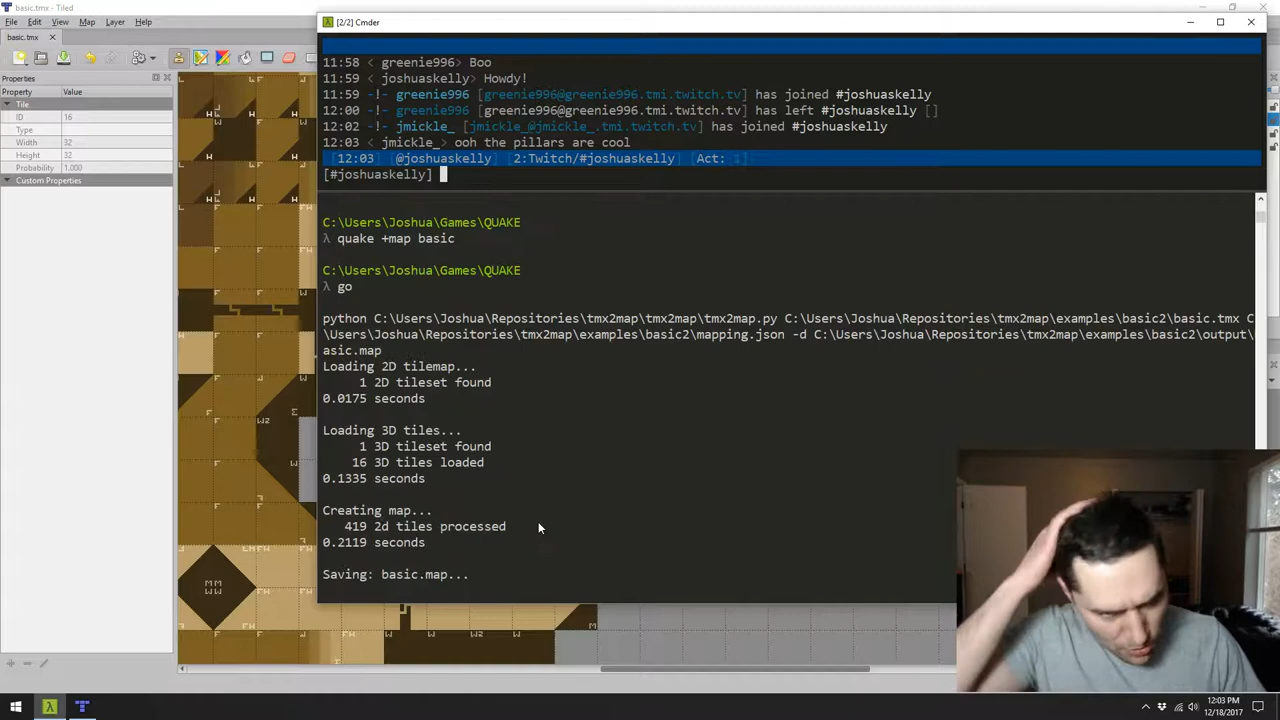 basic.tmx - Tiled
File Edit View Map Layer Help
basic.tmx
Properties
Property Value
Tile
ID 16
Type
Width 32
Height 32
Probability 1.000
Custom Properties
[2/2] Cmder
11:58 < greenie996> Boo
11:59 < joshuaskelly> Howdy!
11:59 -!- greenie996 [greenie996@greenie996.tmi.twitch.tv] has joined #joshuaskelly
12:00 -!- greenie996 [greenie996@greenie996.tmi.twitch.tv] has left #joshuaskelly []
12:02 -!- jmickle_ [jmickle_@jmickle_.tmi.twitch.tv] has joined #joshuaskelly
12:03 < jmickle_> ooh the pillars are cool
[12:03] [@joshuaskelly] [2:Twitch/#joshuaskelly] [Act: 1]
[#joshuaskelly]
C:\Users\Joshua\Games\QUAKE
λ quake +map basic
C:\Users\Joshua\Games\QUAKE
λ go
python C:\Users\Joshua\Repositories\tmx2map\tmx2map\tmx2map.py C:\Users\Joshua\Repositories\tmx2map\examples\basic2\basic.tmx C
\Users\Joshua\Repositories\tmx2map\examples\basic2\mapping.json -d C:\Users\Joshua\Repositories\tmx2map\examples\basic2\output\
asic.map
Loading 2D tilemap...
1 2D tileset found
0.0175 seconds
Loading 3D tiles...
1 3D tileset found
16 3D tiles loaded
0.1335 seconds
Creating map...
419 2d tiles processed
0.2119 seconds
Saving: basic.map...
12:03 PM
12/18/2017